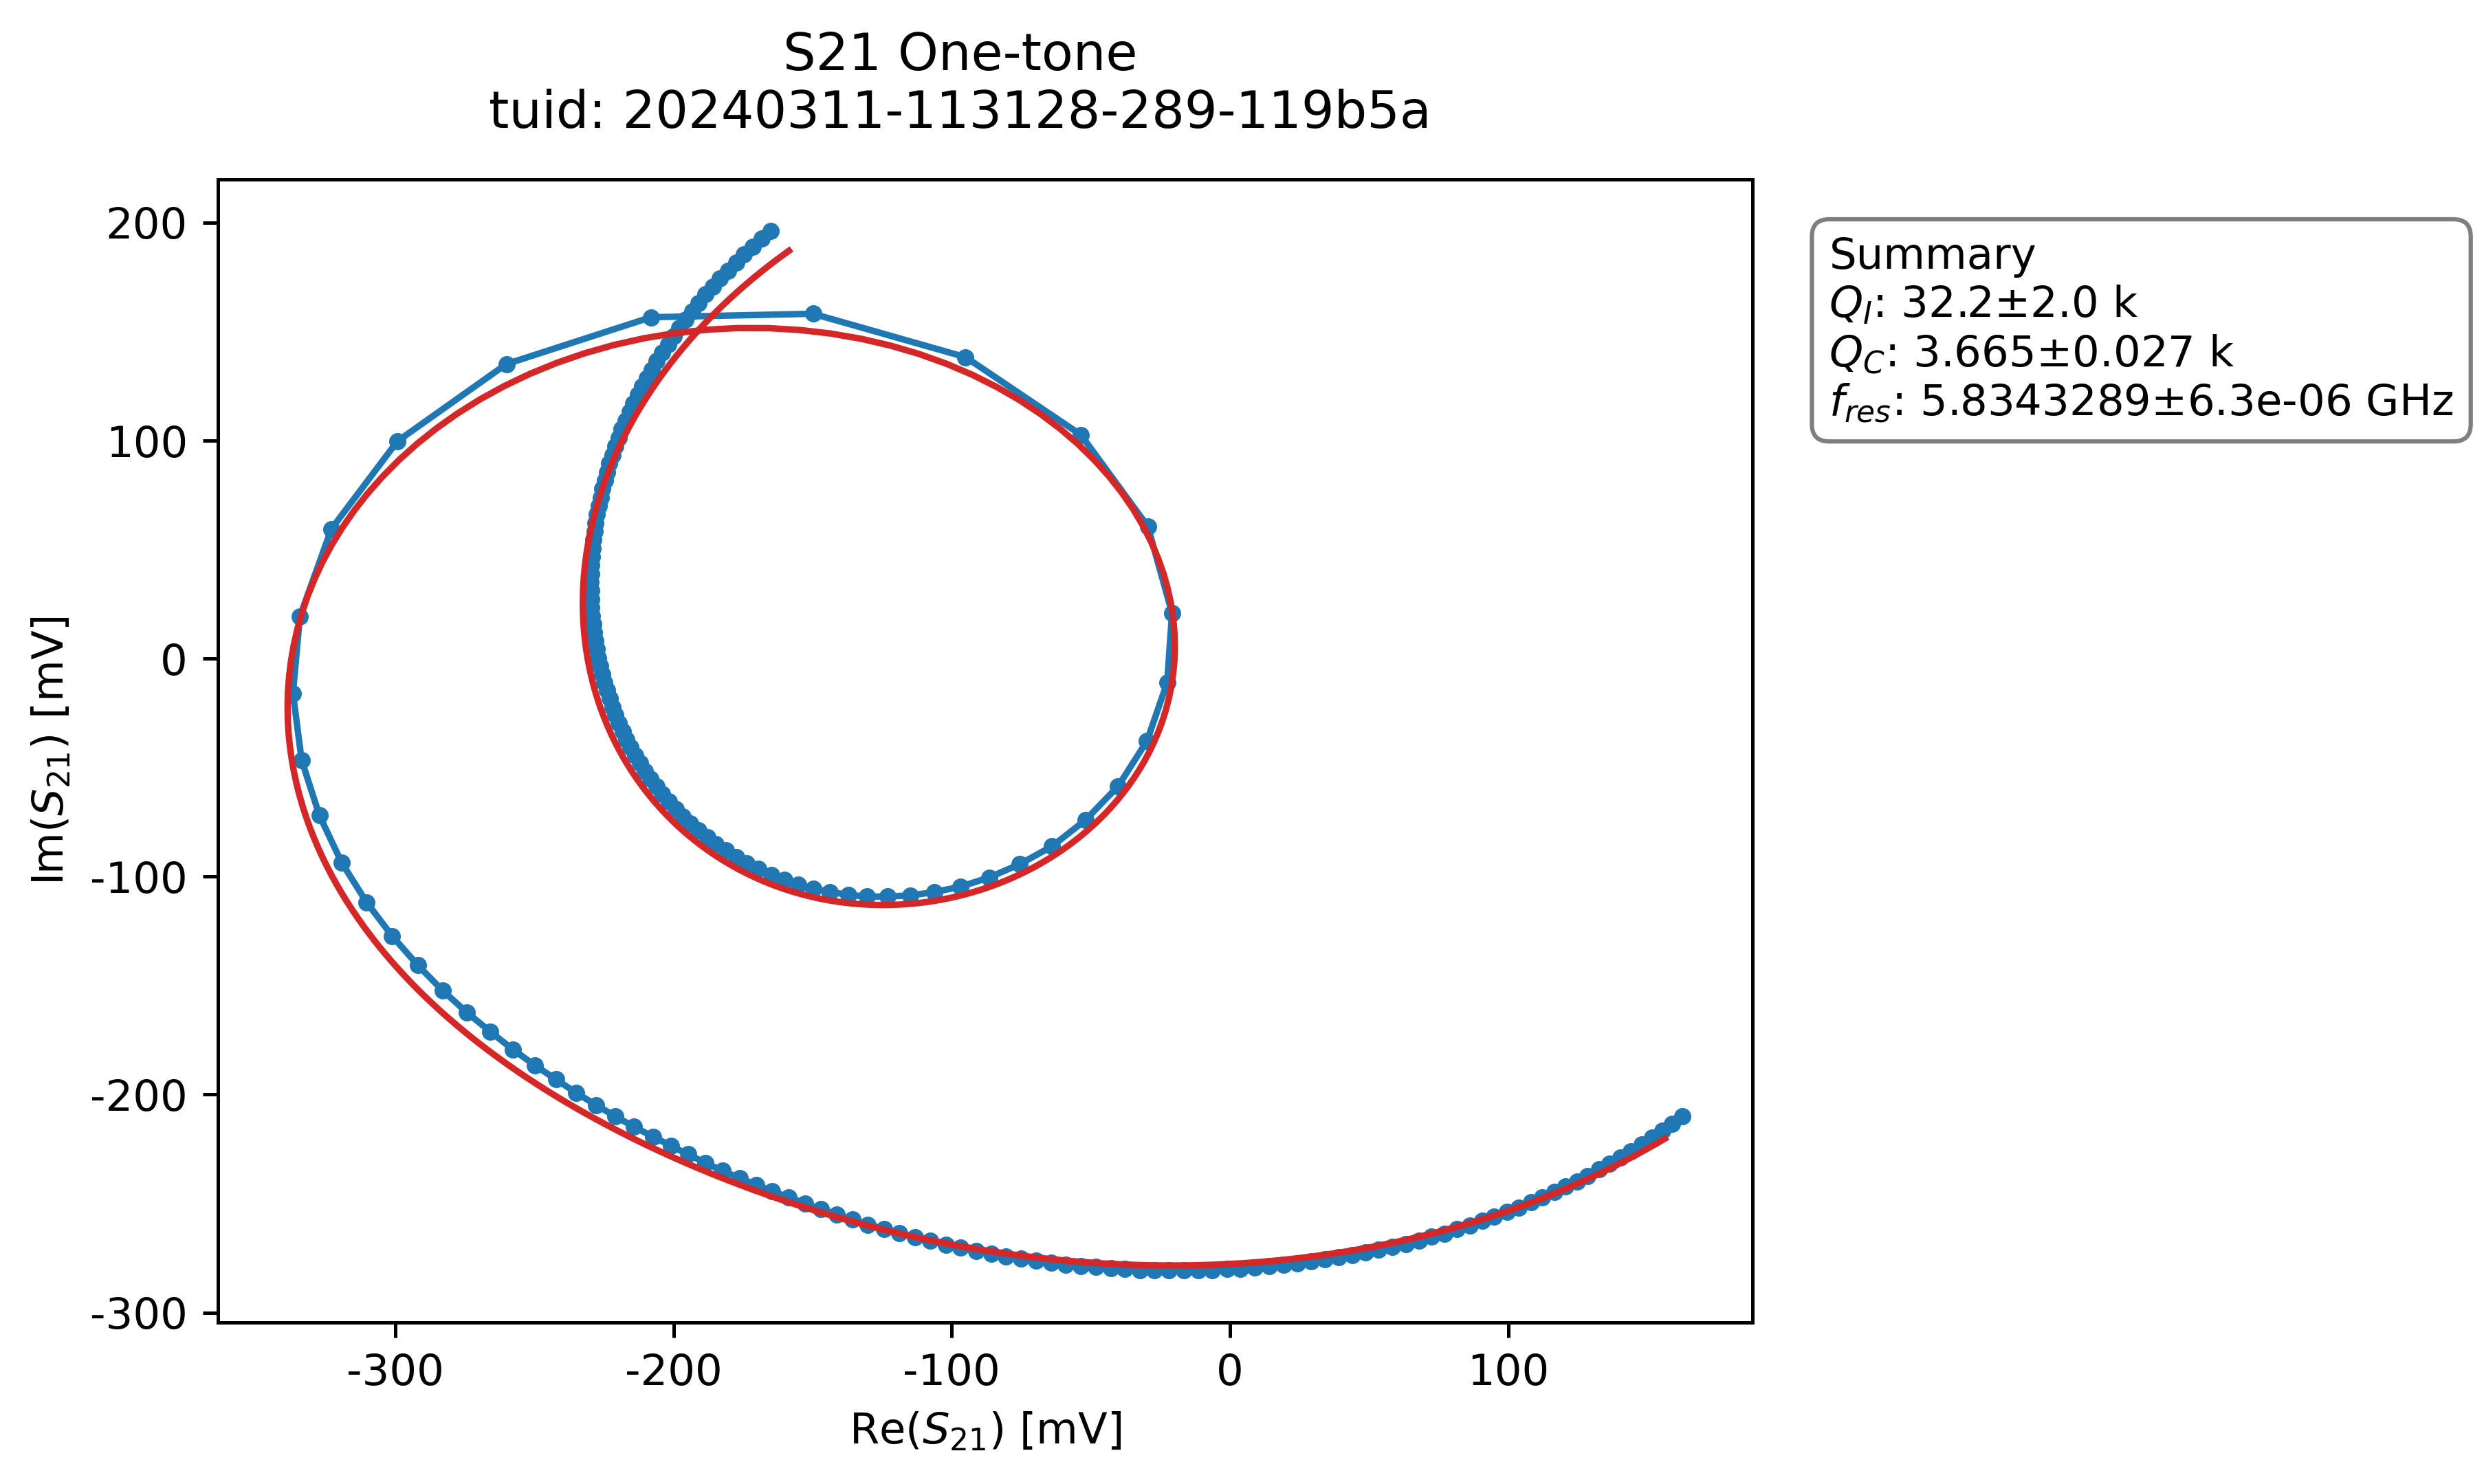 S21 One-tone
tuid: 20240311-113128-289-119b5a
200
100
0
-100
-200
-300
Im(S21) [mV]
-300 -200 -100 0 100
Re(S21) [mV]
Summary
QI: 32.2±2.0 k
QC: 3.665±0.027 k
fres: 5.8343289±6.3e-06 GHz